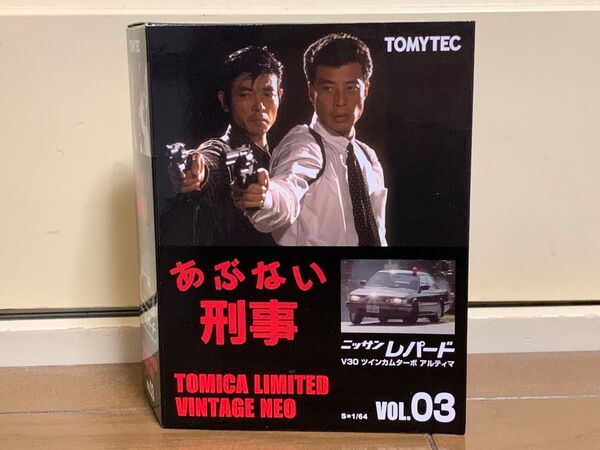 TOMYTEC
あぶない
刑事
ニッサン レパード
V30 ツインカムターボ アルティマ
TOMICA LIMITED
VINTAGE NEO
S=1/64
VOL.03